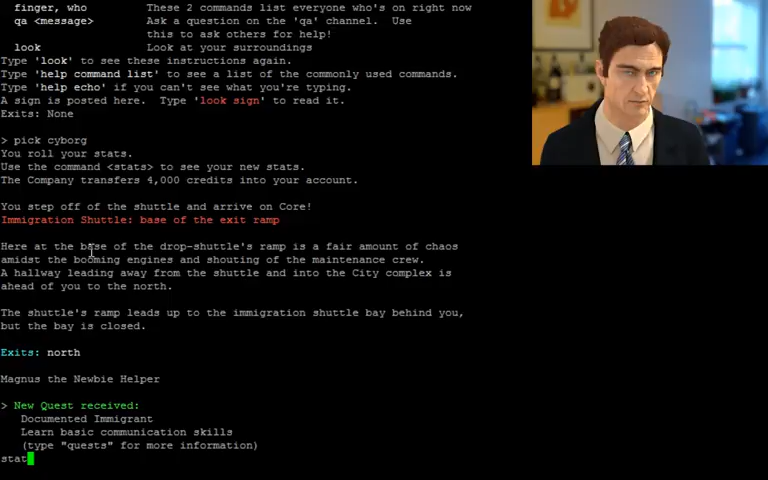 finger, who These 2 commands list everyone who's on right now
qa <message> Ask a question on the 'qa' channel. Use
this to ask others for help!
look Look at your surroundings
Type 'look' to see these instructions again.
Type 'help command list' to see a list of the commonly used commands.
Type 'help echo' if you can't see what you're typing.
A sign is posted here. Type 'look sign' to read it.
Exits: None
> pick cyborg
You roll your stats.
Use the command <stats> to see your new stats.
The Company transfers 4,000 credits into your account.
You step off of the shuttle and arrive on Core!
Immigration Shuttle: base of the exit ramp
Here at the base of the drop-shuttle's ramp is a fair amount of chaos
amidst the booming engines and shouting of the maintenance crew.
A hallway leading away from the shuttle and into the City complex is
ahead of you to the north.
The shuttle's ramp leads up to the immigration shuttle bay behind you,
but the bay is closed.
Exits: north
Magnus the Newbie Helper
> New Quest received:
Documented Immigrant
Learn basic communication skills
(type "quests" for more information)
stat